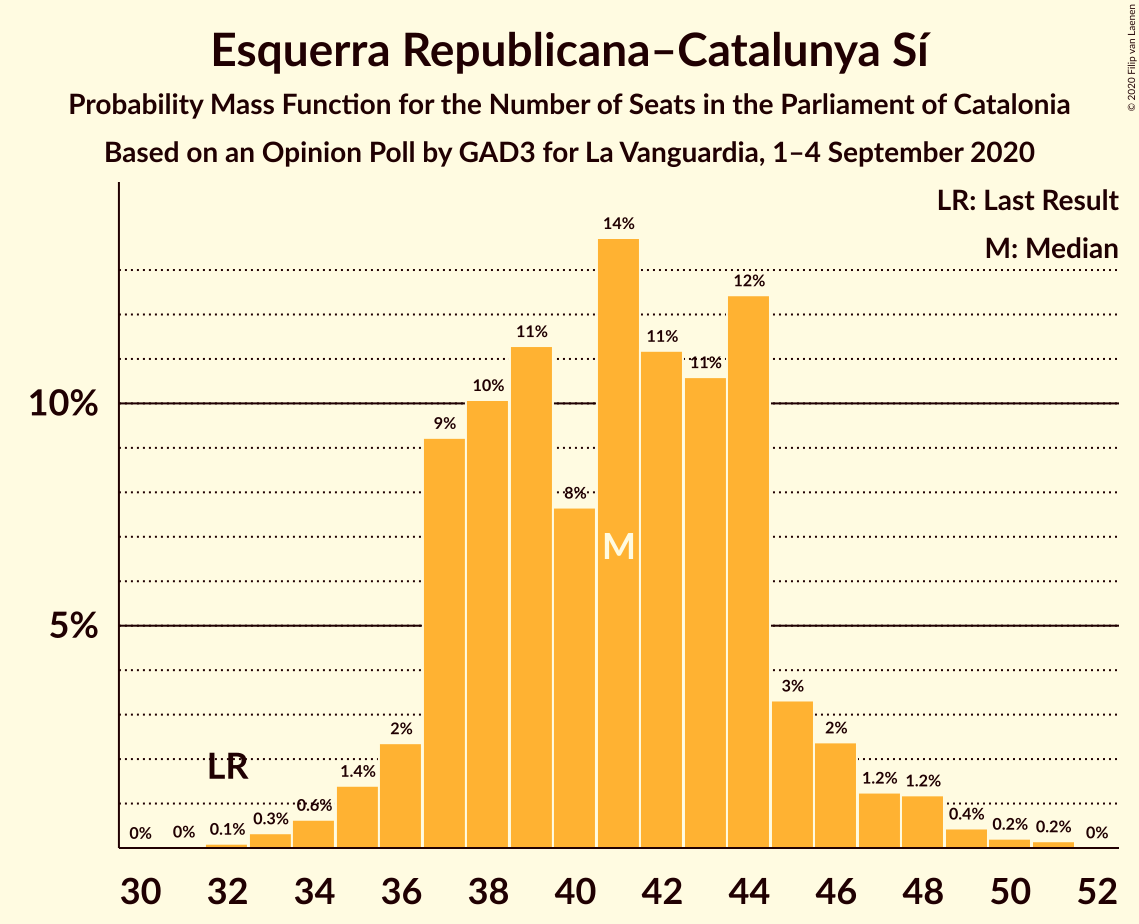 Esquerra Republicana–Catalunya Sí
Probability Mass Function for the Number of Seats in the Parliament of Catalonia
Based on an Opinion Poll by GAD3 for La Vanguardia, 1–4 September 2020
© 2020 Filip van Laenen
LR: Last Result
M: Median
10%
5%
0%
0%
0.1%
0.3%
0.6%
1.4%
2%
9%
10%
11%
8%
14%
11%
11%
12%
3%
2%
1.2%
1.2%
0.4%
0.2%
0.2%
0%
LR
M
30 32 34 36 38 40 42 44 46 48 50 52